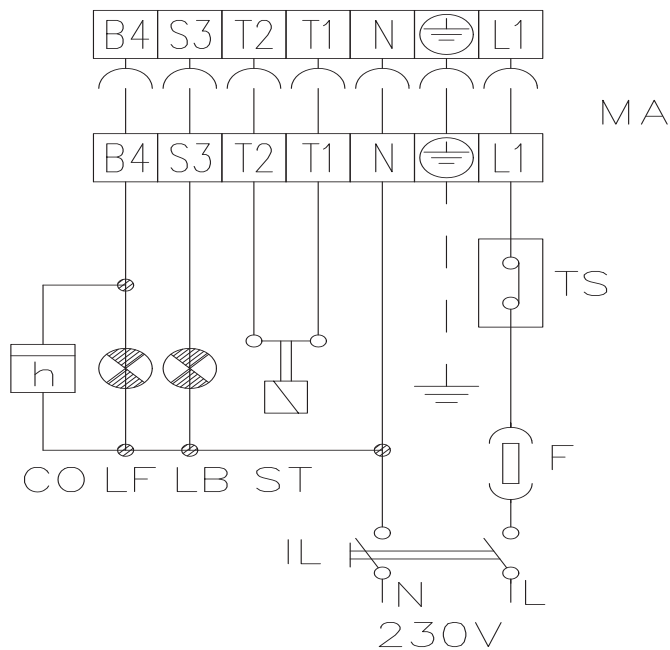 B4 S3 T2 T1 N L1
MA
B4 S3 T2 T1 N L1
TS
h
F
CO LF LB ST
IL
N L
230V